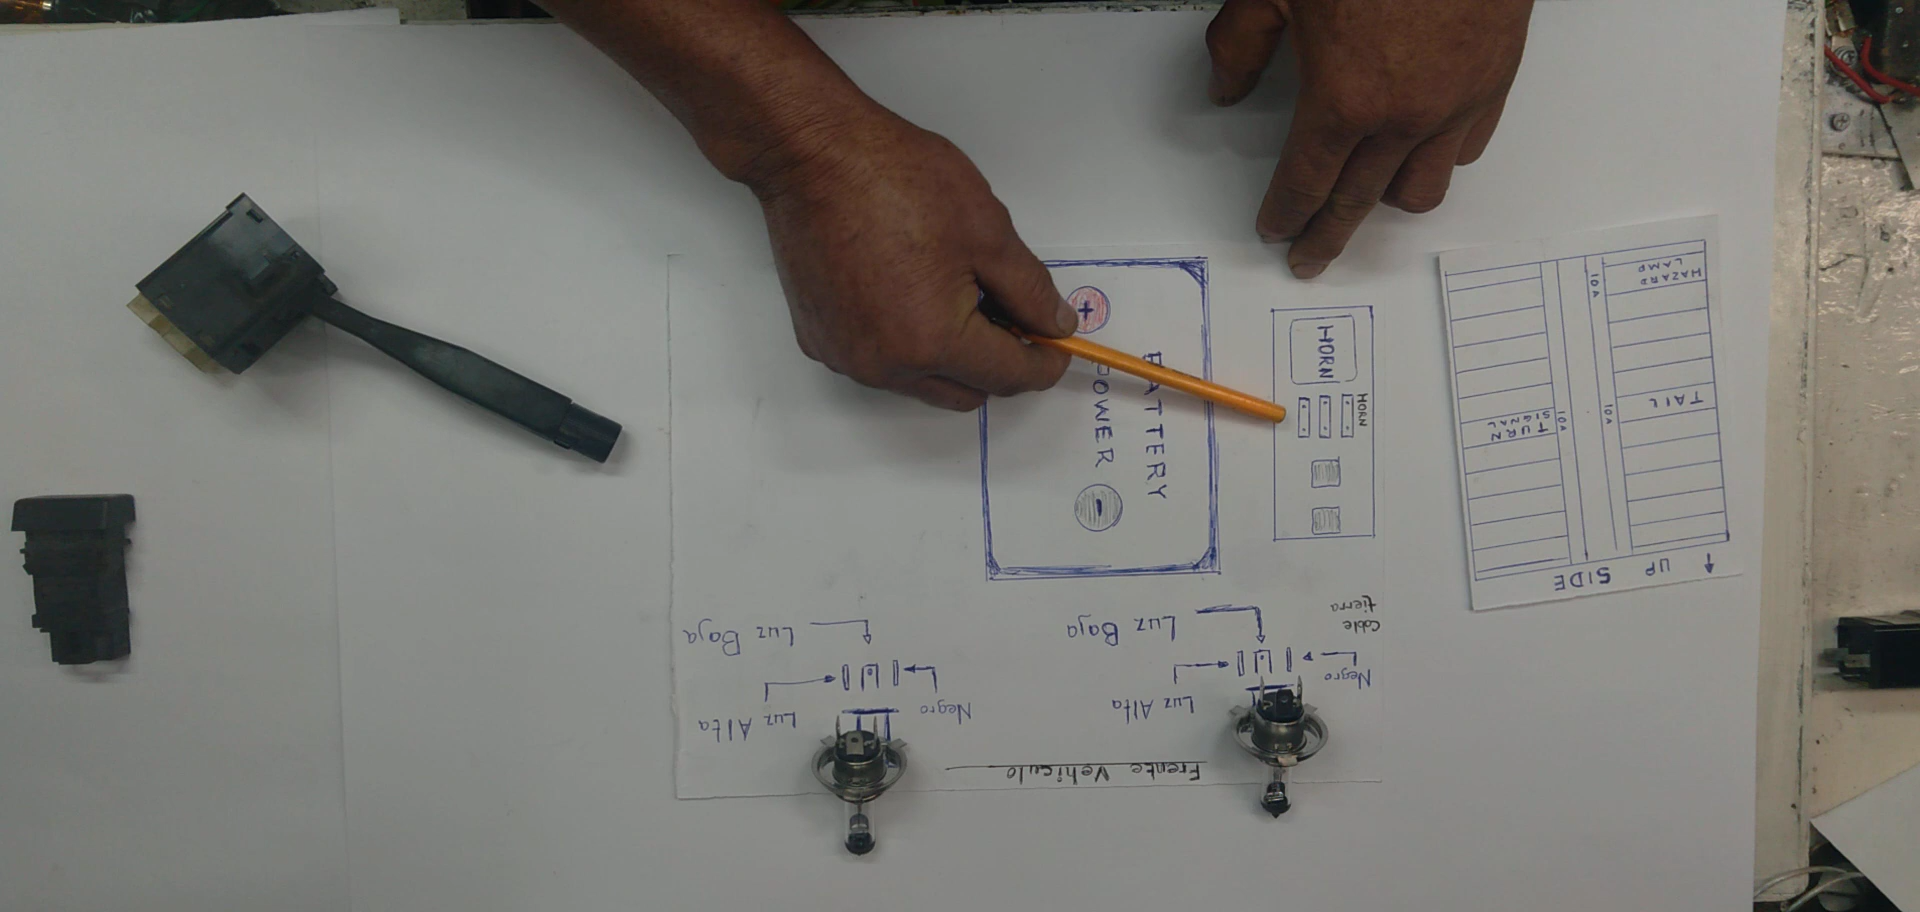 +
BATTERY
POWER
-
HORN
HORN
HAZARD
LAMP
10A
TAIL
10A
TURN
SIGNAL
10A
↑ UP SIDE
Cable
tierra
Negro
Luz Baja
Luz Alta
Negro
Luz Baja
Luz Alta
Frente Vehiculo